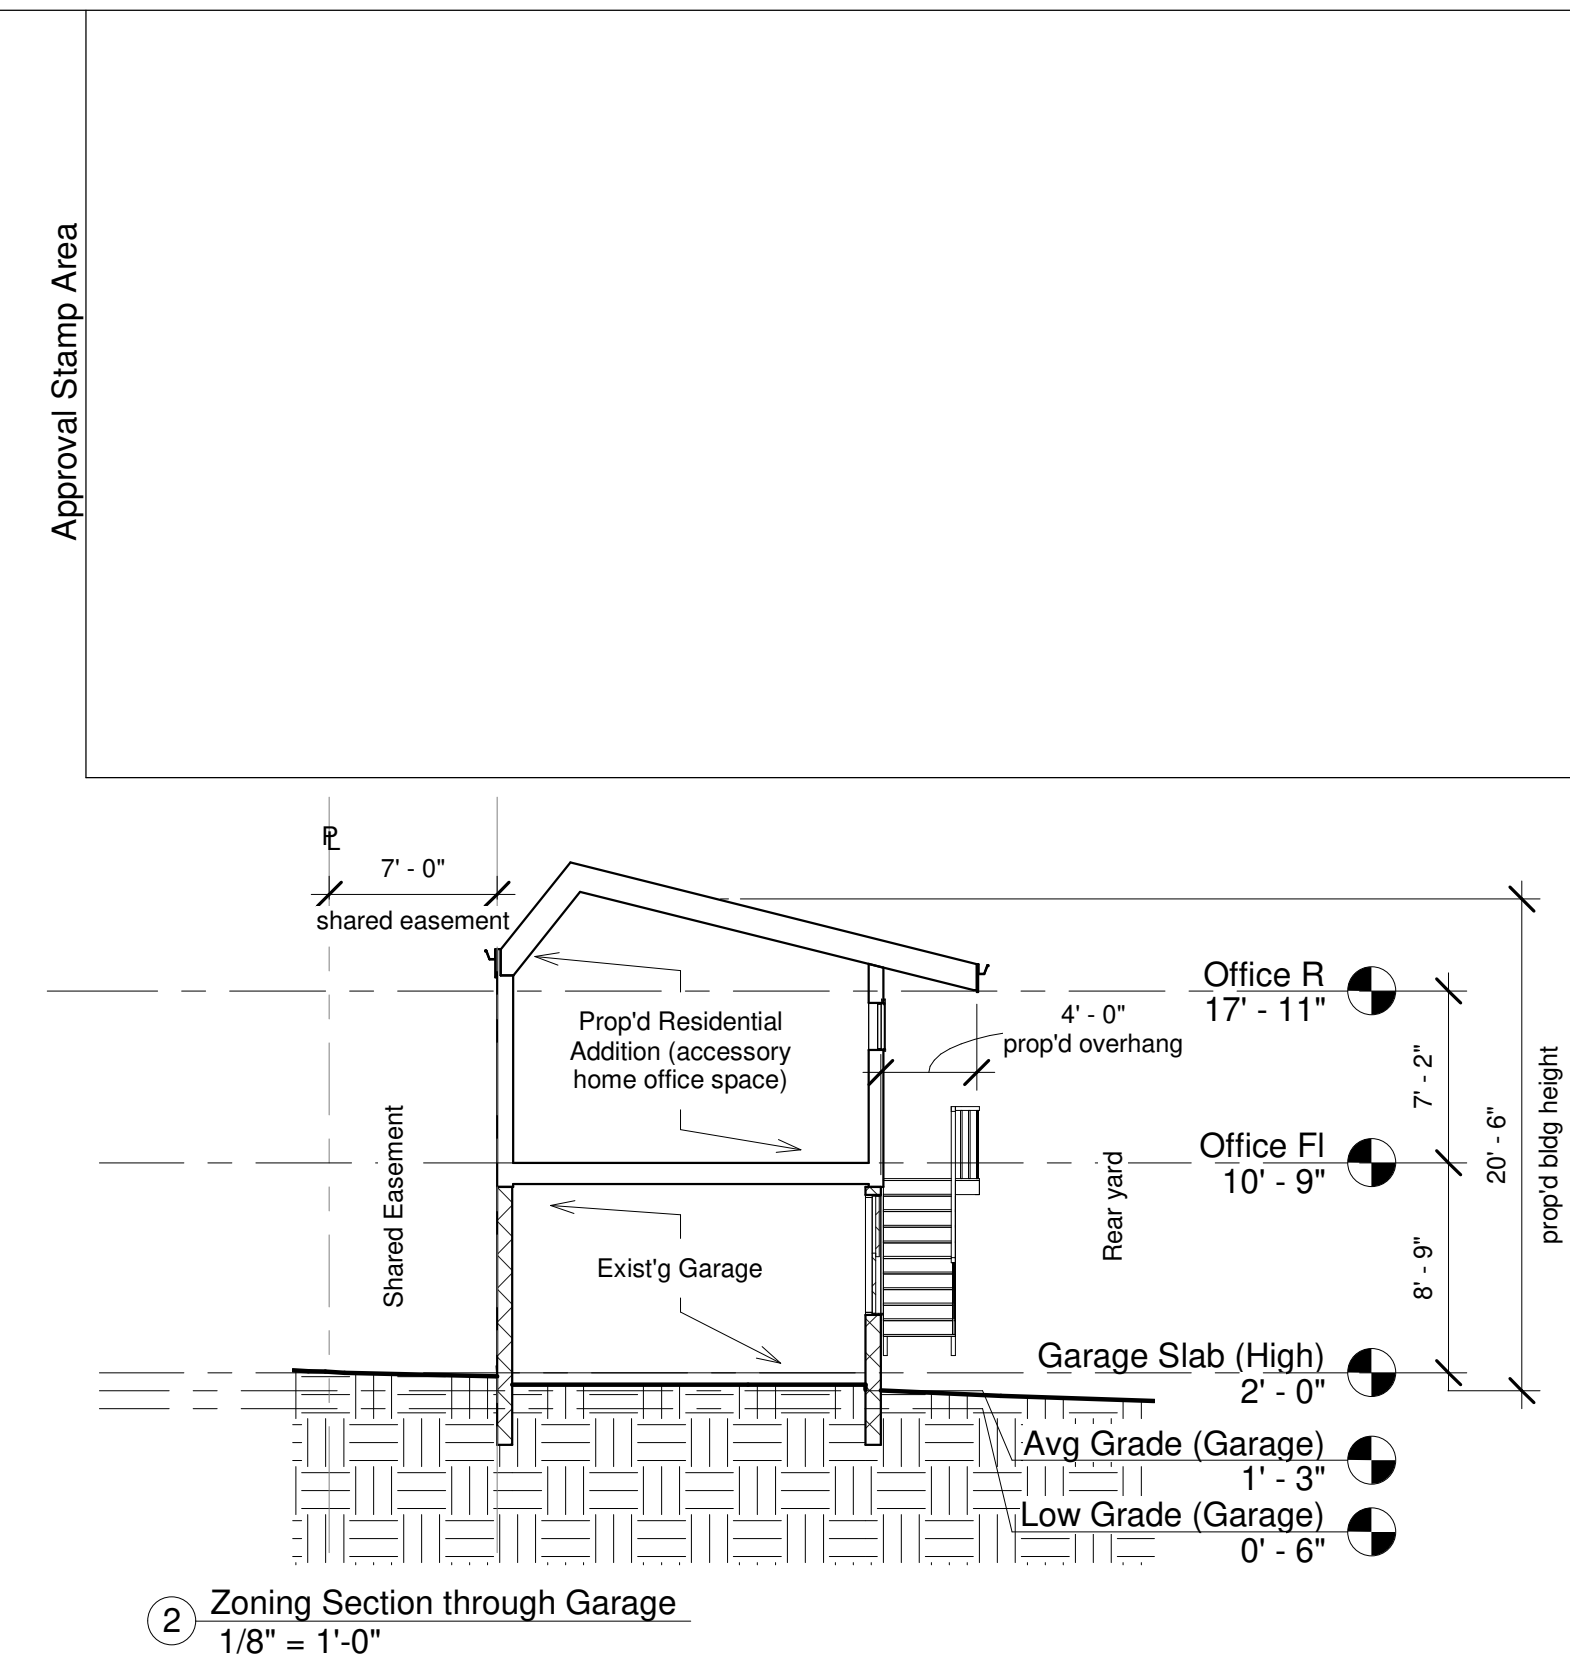 Approval Stamp Area
PL
7' - 0"
shared easement
Prop'd Residential
Addition (accessory
home office space)
Office R
17' - 11"
4' - 0"
prop'd overhang
7' - 2"
20' - 6"
prop'd bldg height
Shared Easement
Rear yard
Office Fl
10' - 9"
Exist'g Garage
8' - 9"
Garage Slab (High)
2' - 0"
Avg Grade (Garage)
1' - 3"
Low Grade (Garage)
0' - 6"
2
Zoning Section through Garage
1/8" = 1'-0"